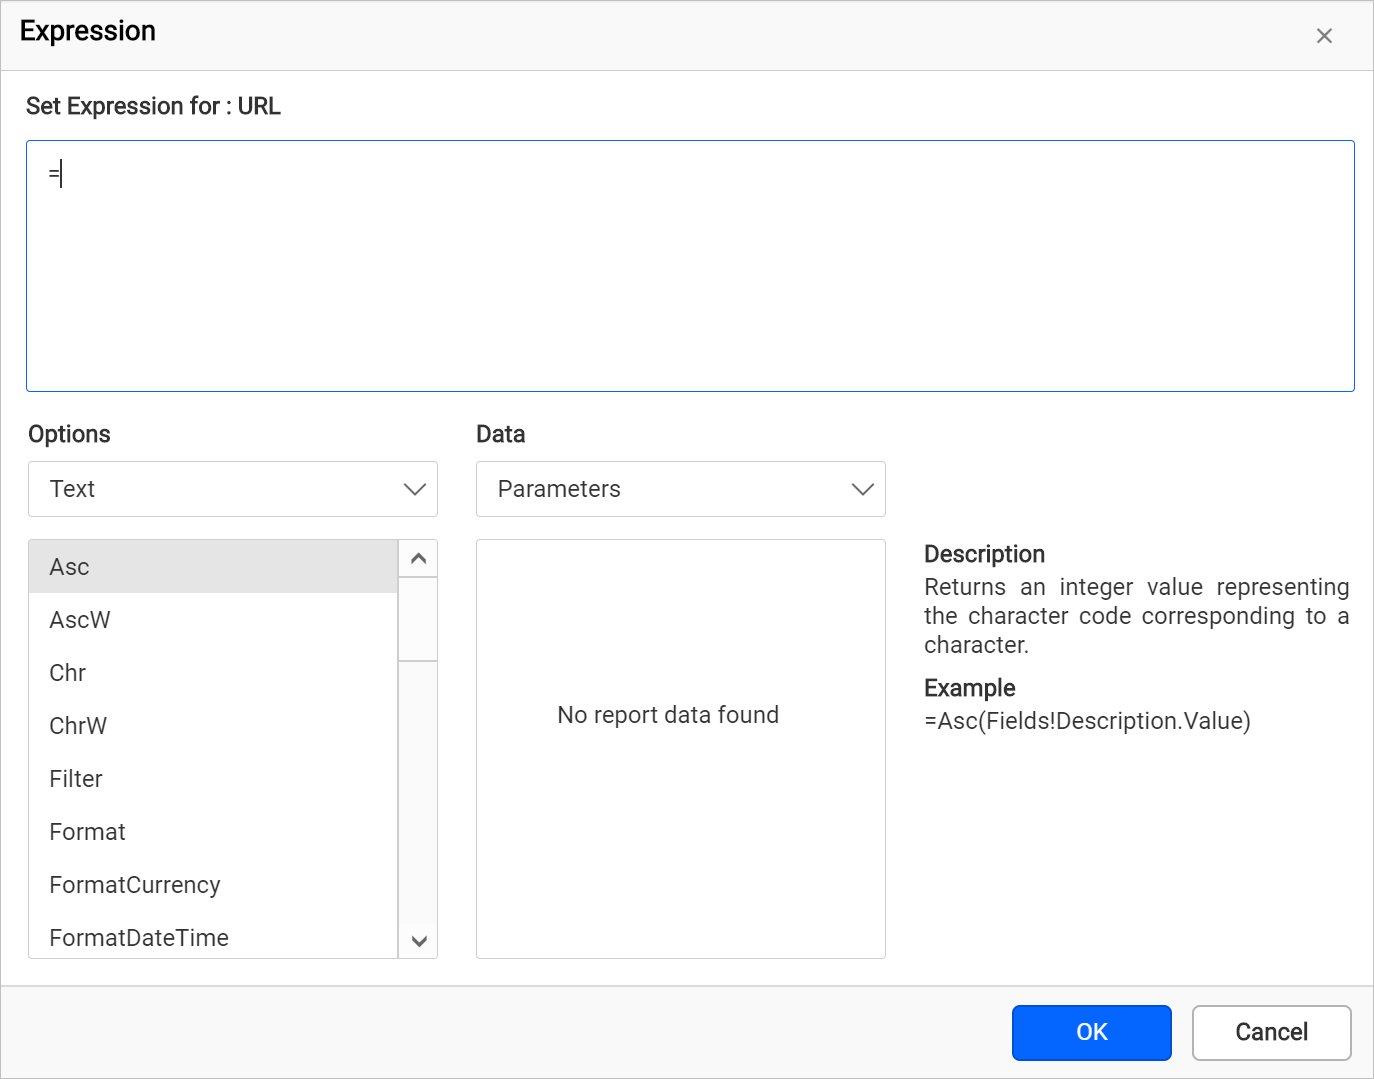 Expression
Set Expression for : URL
=
Options
Data
Text
Parameters
Asc
AscW
Chr
ChrW
Filter
Format
FormatCurrency
FormatDateTime
No report data found
Description
Returns an integer value representing
the character code corresponding to a
character.
Example
=Asc(Fields!Description.Value)
OK
Cancel